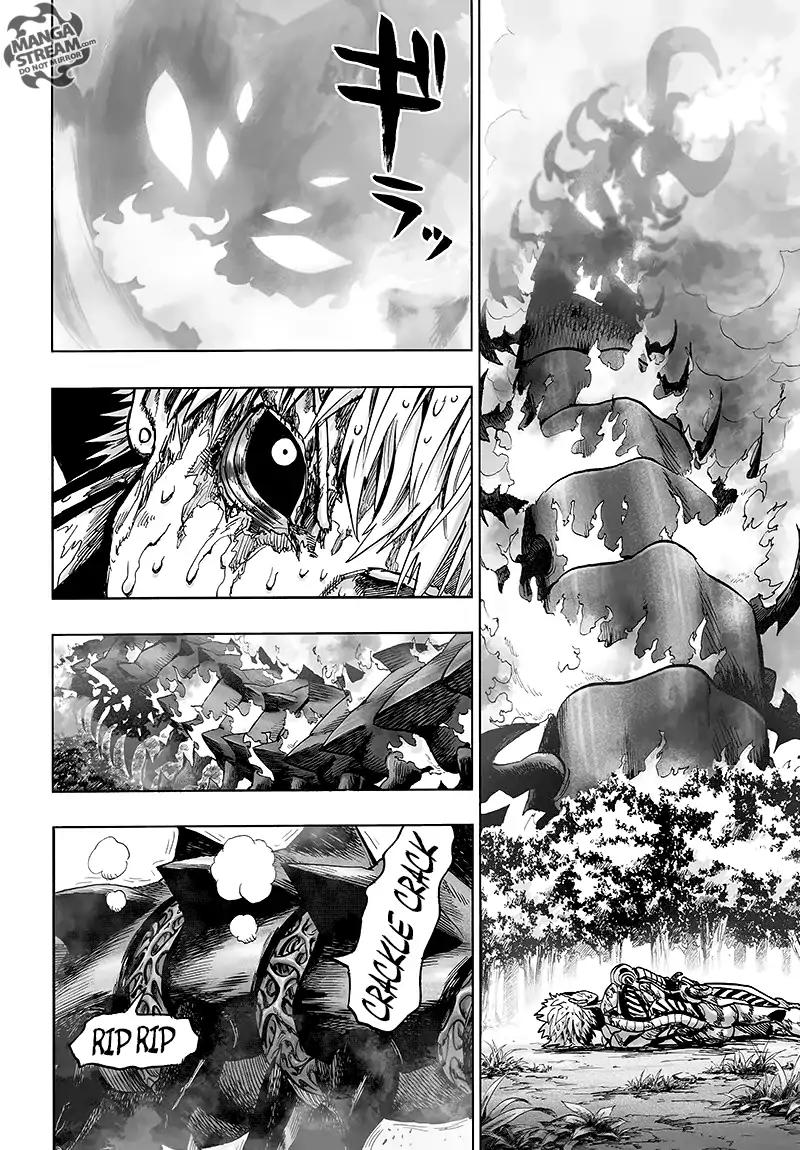 MANGA
STREAM.com
DO NOT MIRROR
ギラッ
CRACKLE CRACK
RIP RIP